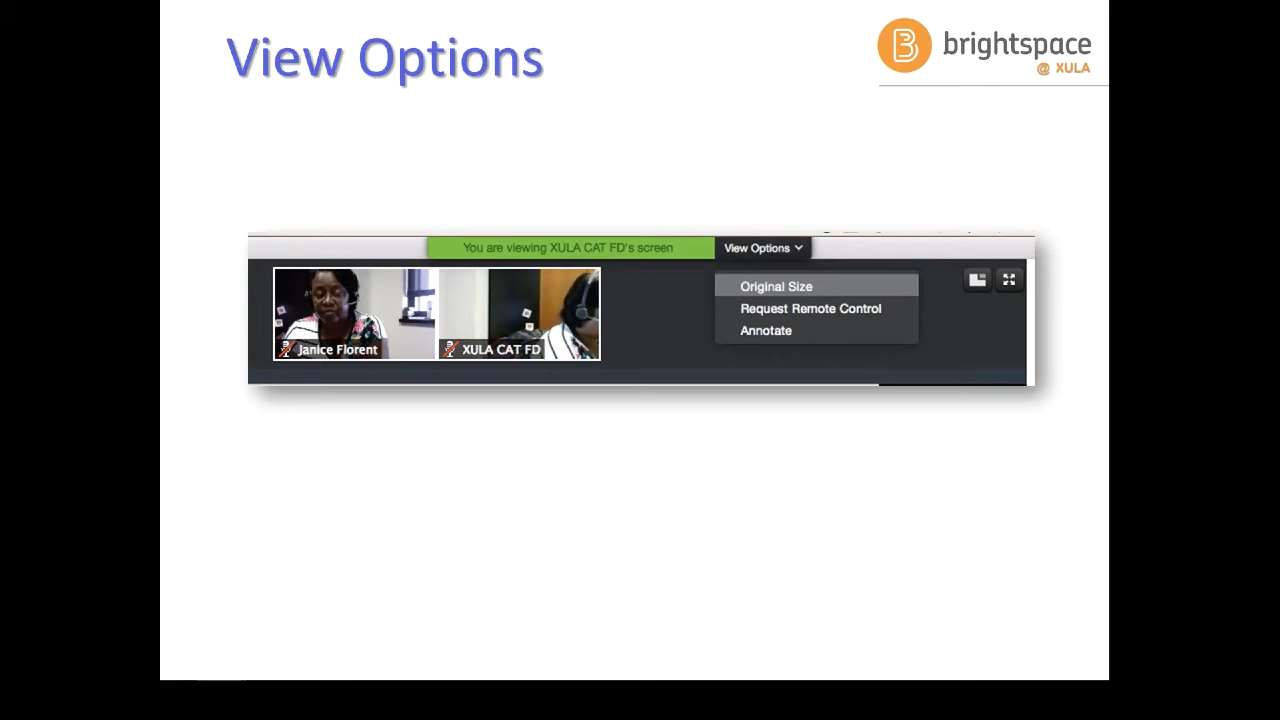 View Options
brightspace
@ XULA
You are viewing XULA CAT FD's screen
View Options
Original Size
Request Remote Control
Annotate
Janice Florent
XULA CAT FD